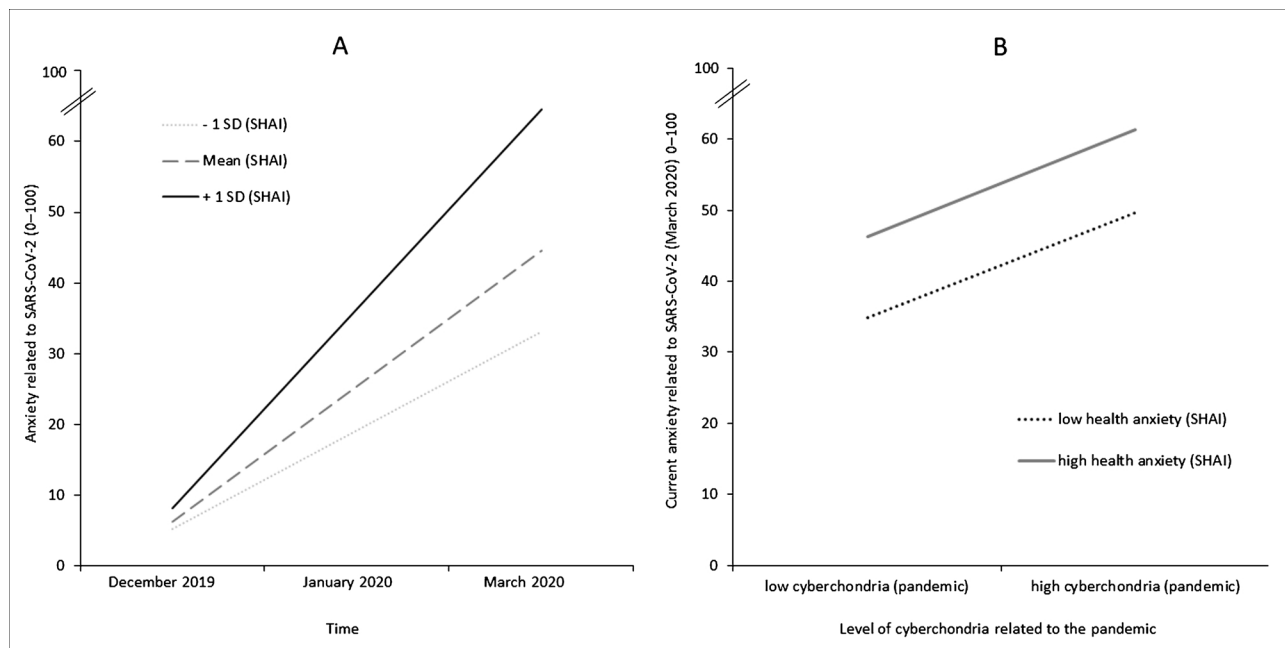 A
100
60
50
40
30
20
10
0
Anxiety related to SARS-CoV-2 (0–100)
- 1 SD (SHAI)
Mean (SHAI)
+ 1 SD (SHAI)
December 2019
January 2020
March 2020
Time
B
100
60
50
40
30
20
10
0
Current anxiety related to SARS-CoV-2 (March 2020) 0–100
low health anxiety (SHAI)
high health anxiety (SHAI)
low cyberchondria (pandemic)
high cyberchondria (pandemic)
Level of cyberchondria related to the pandemic